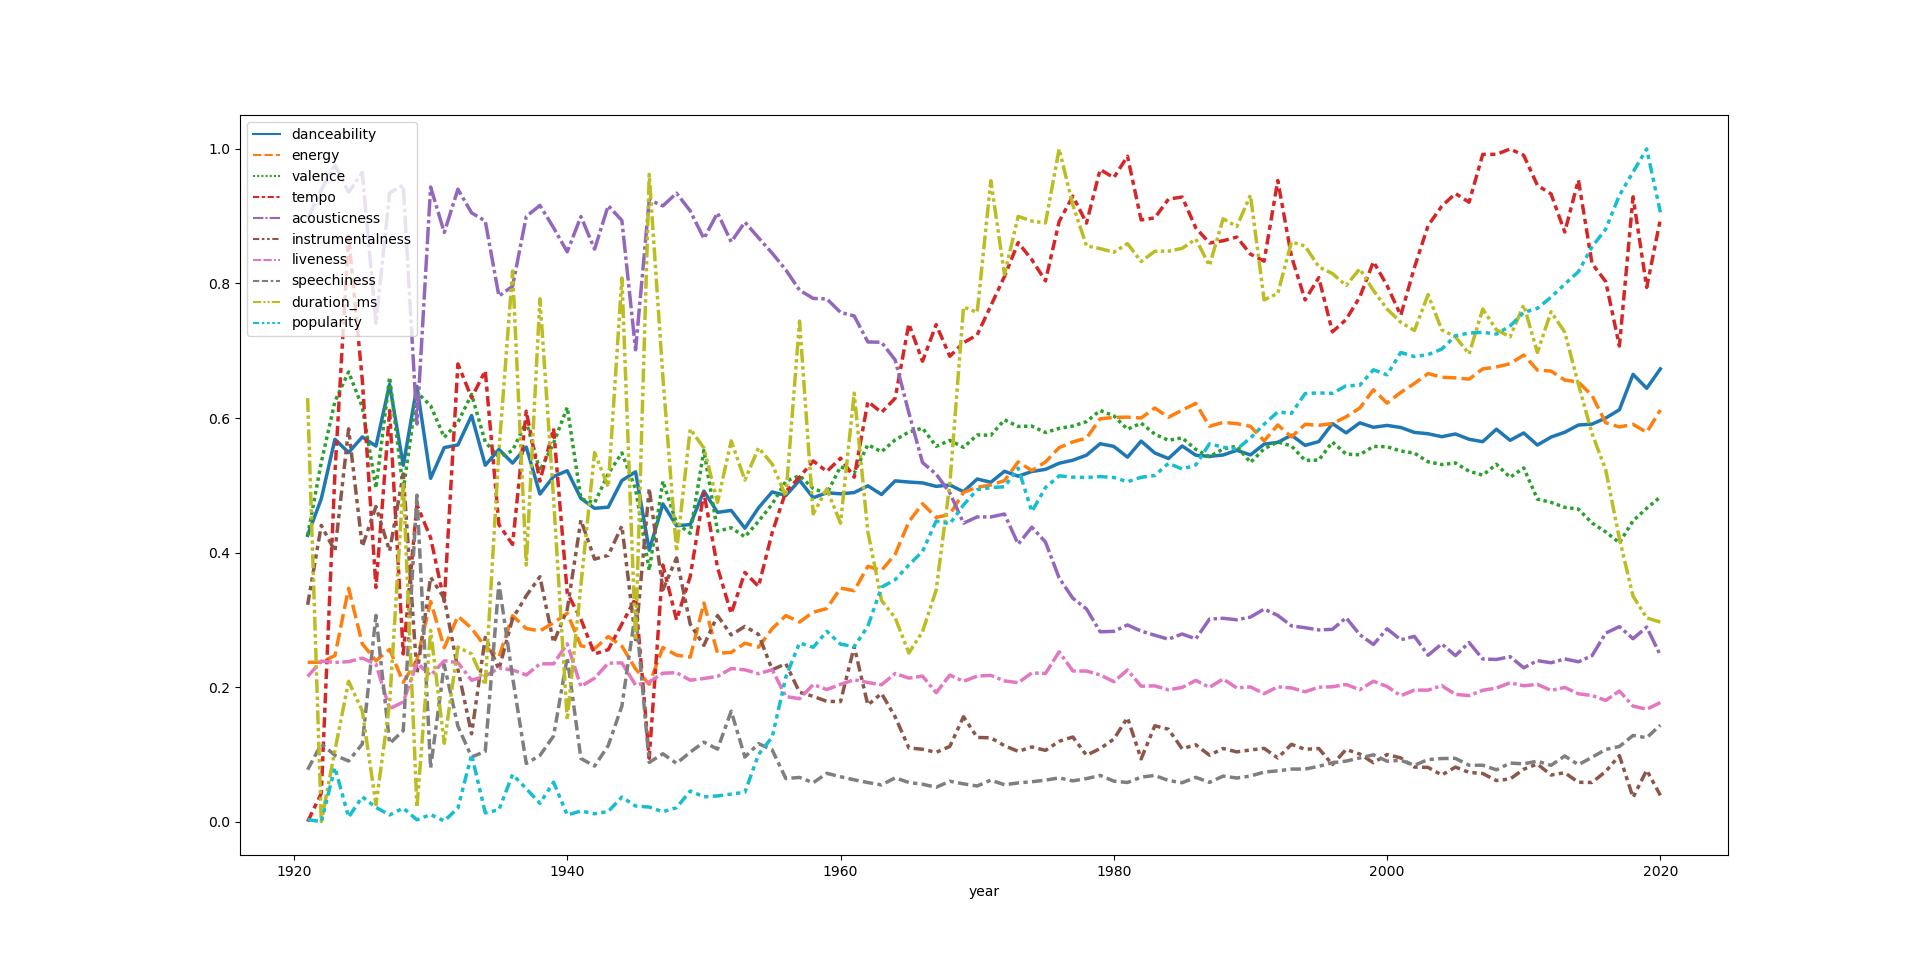 danceability
energy
valence
tempo
acousticness
instrumentalness
liveness
speechiness
duration_ms
popularity
1.0
0.8
0.6
0.4
0.2
0.0
1920 1940 1960 1980 2000 2020
year